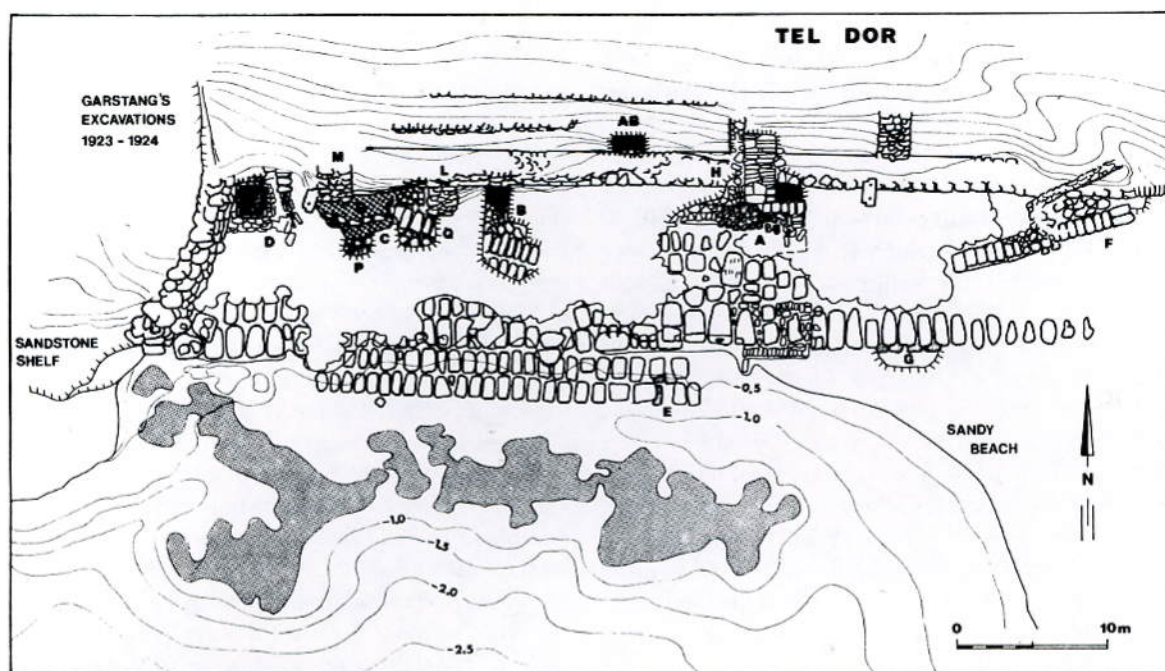 TEL DOR
GARSTANG'S
EXCAVATIONS
1923 - 1924
AB
M
L
H
B
D
C
Q
P
A
F
SANDSTONE
SHELF
G
-0,5
E
-1.0
SANDY
BEACH
N
-1.0
-1.5
-2.0
-2.5
0 10m